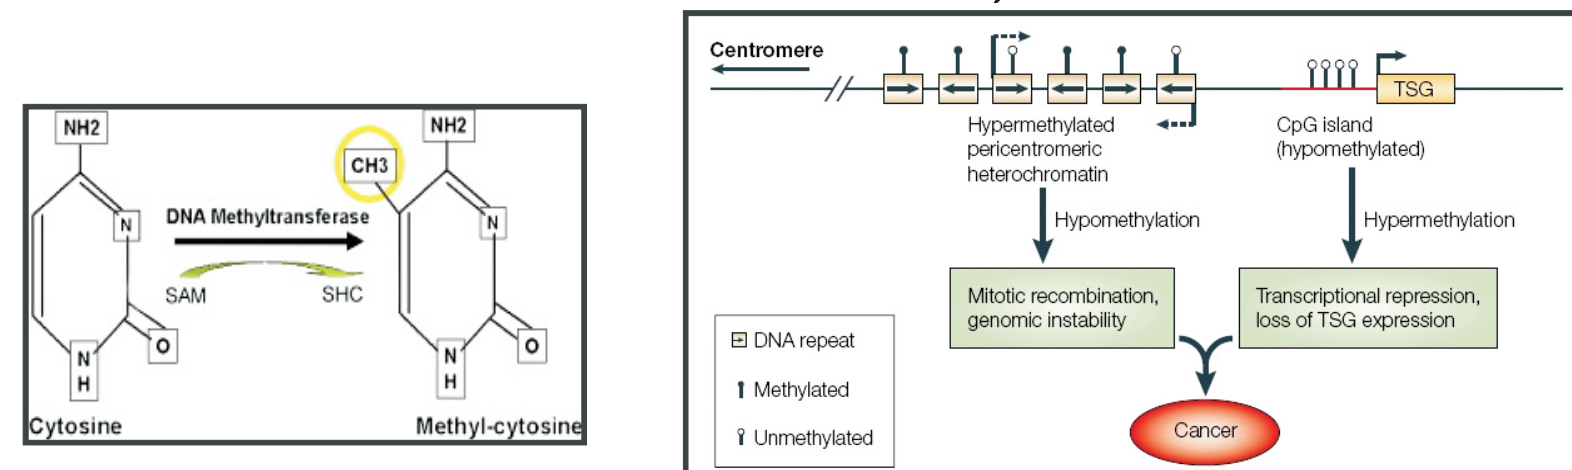 NH2
N
O
N
H
Cytosine
DNA Methyltransferase
SAM
SHC
NH2
CH3
N
O
N
H
Methyl-cytosine
Centromere
TSG
Hypermethylated
pericentromeric
heterochromatin
CpG island
(hypomethylated)
Hypomethylation
Hypermethylation
Mitotic recombination,
genomic instability
Transcriptional repression,
loss of TSG expression
Cancer
DNA repeat
Methylated
Unmethylated